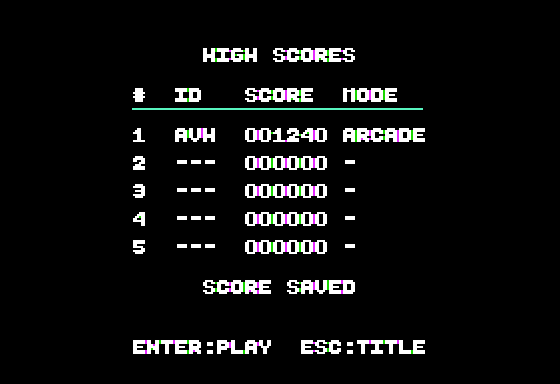 HIGH SCORES
# ID SCORE MODE
1 AVH 001240 ARCADE
2 --- 000000 -
3 --- 000000 -
4 --- 000000 -
5 --- 000000 -
SCORE SAVED
ENTER:PLAY ESC:TITLE